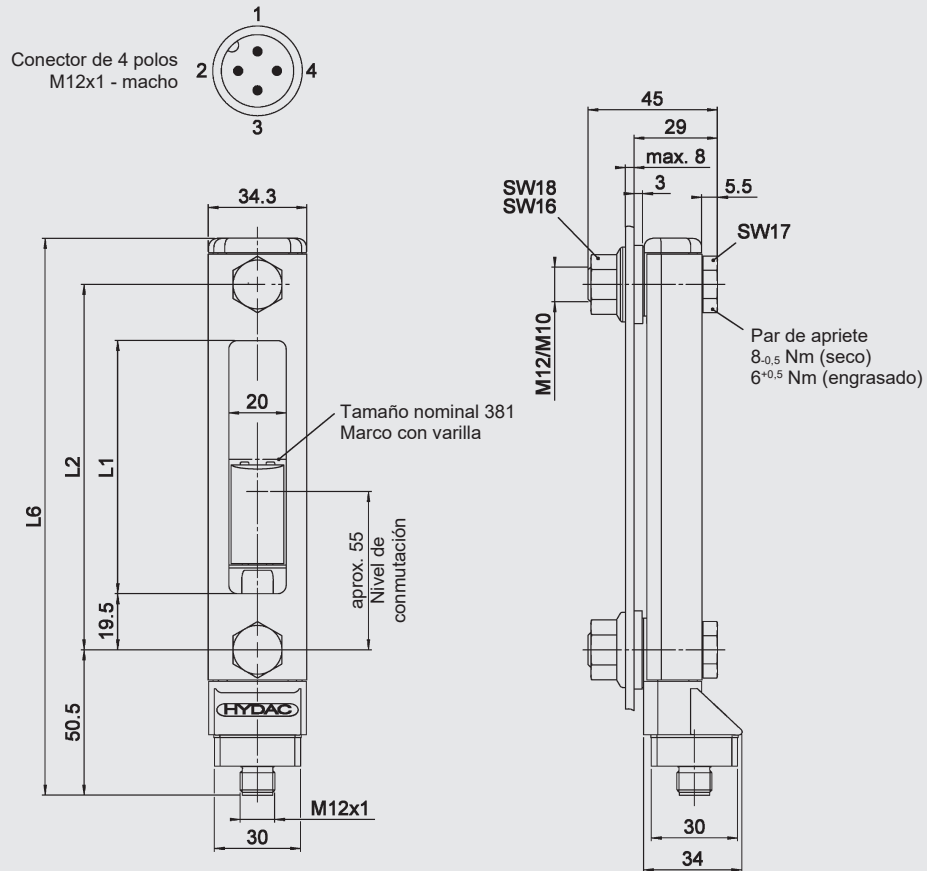 1
Conector de 4 polos
M12x1 - macho
2
4
3
34.3
L6
L2
L1
20
Tamaño nominal 381
Marco con varilla
aprox. 55
Nivel de
conmutación
19.5
50.5
HYDAC
M12x1
30
45
29
max. 8
3
5.5
SW18
SW16
SW17
M12/M10
Par de apriete
8-0,5 Nm (seco)
6+0,5 Nm (engrasado)
30
34